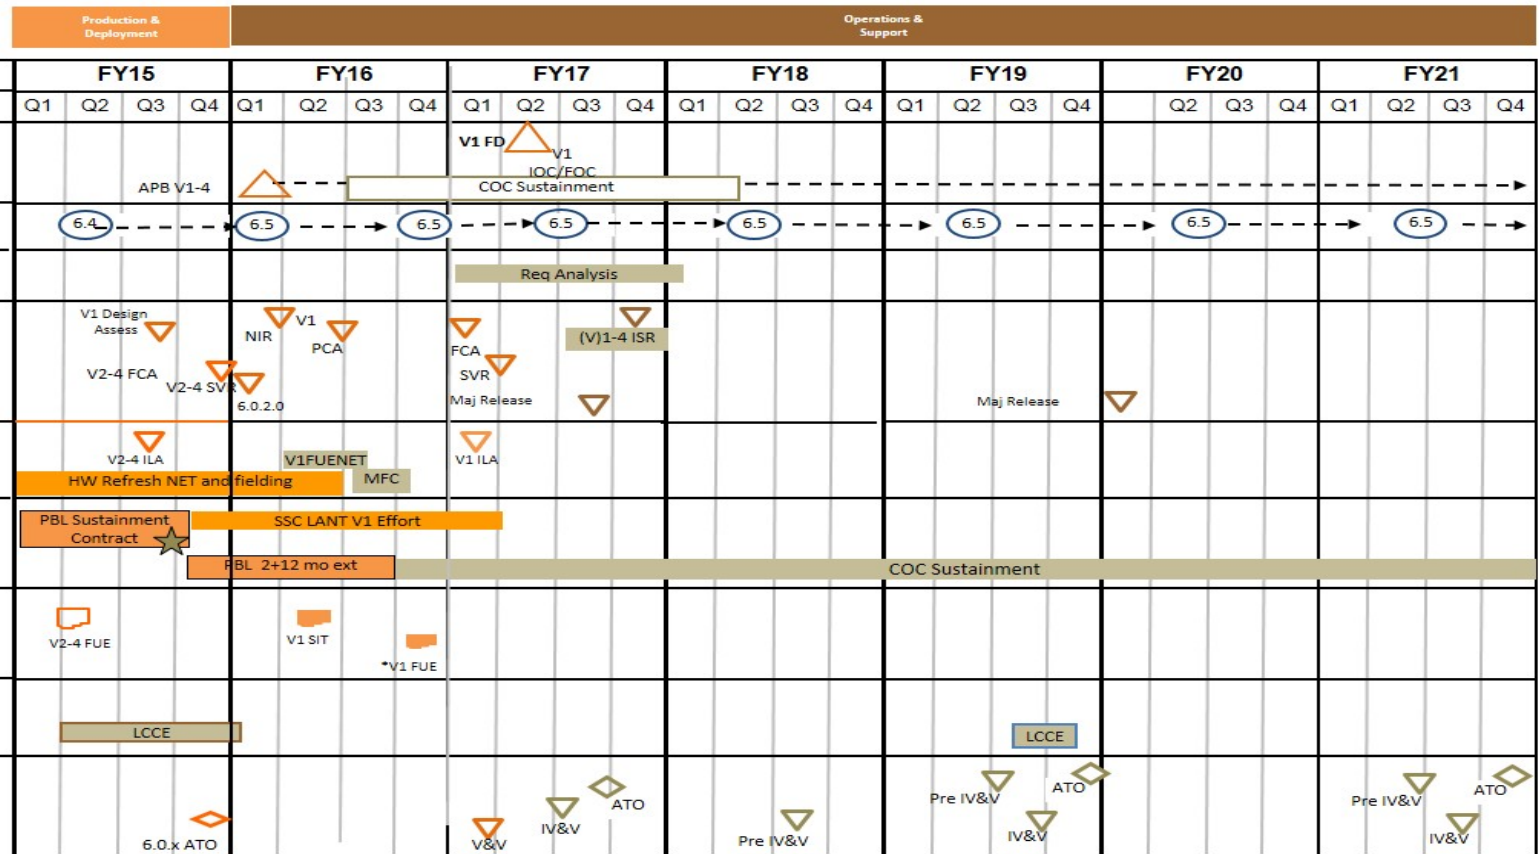 Production &
Deployment
Operations &
Support
FY15 FY16 FY17 FY18 FY19 FY20 FY21
Q1 Q2 Q3 Q4 Q1 Q2 Q3 Q4 Q1 Q2 Q3 Q4 Q1 Q2 Q3 Q4 Q1 Q2 Q3 Q4 Q2 Q3 Q4 Q1 Q2 Q3 Q4
V1 FD
V1
IOC/FOC
APB V1-4
COC Sustainment
6.4 6.5 6.5 6.5 6.5 6.5 6.5 6.5
Req Analysis
V1 Design
Assess
NIR
V1
PCA
FCA
(V)1-4 ISR
V2-4 FCA
V2-4 SVR
SVR
6.0.2.0
Maj Release
Maj Release
V2-4 ILA
V1FUENET
V1 ILA
HW Refresh NET and fielding
MFC
PBL Sustainment
Contract
SSC LANT V1 Effort
PBL 2+12 mo ext
COC Sustainment
V2-4 FUE
V1 SIT
*V1 FUE
LCCE
LCCE
6.0.x ATO
V&V
IV&V
ATO
Pre IV&V
Pre IV&V
IV&V
ATO
Pre IV&V
IV&V
ATO